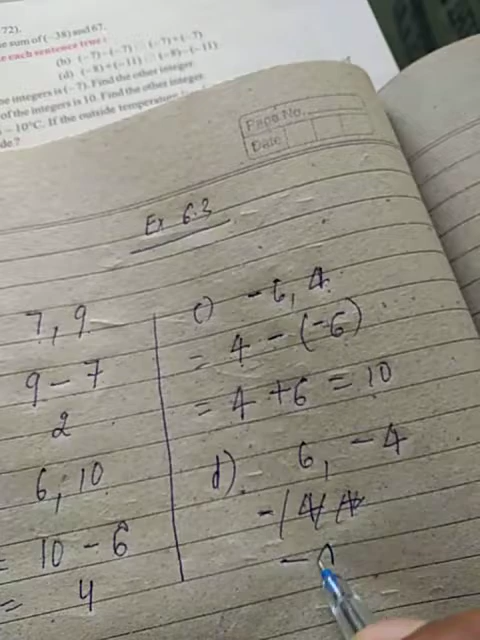 72).
he sum of (−38) and 67.
e each sentence true :
(b) (−7) − (−7) □ (−7) + (−7)
(d) (−8) + (−11) □ (−8) − (−11)
he integers is (−7). Find the other integer.
of the integers is 10. Find the other integer.
− 10°C. If the outside temperature
de?
Page No.
Date
Ex 6.3
7, 9
9 - 7
2
6, 10
= 10 - 6
= 4
c) -6, 4
= 4 - (-6)
= 4 + 6 = 10
d) 6, -4